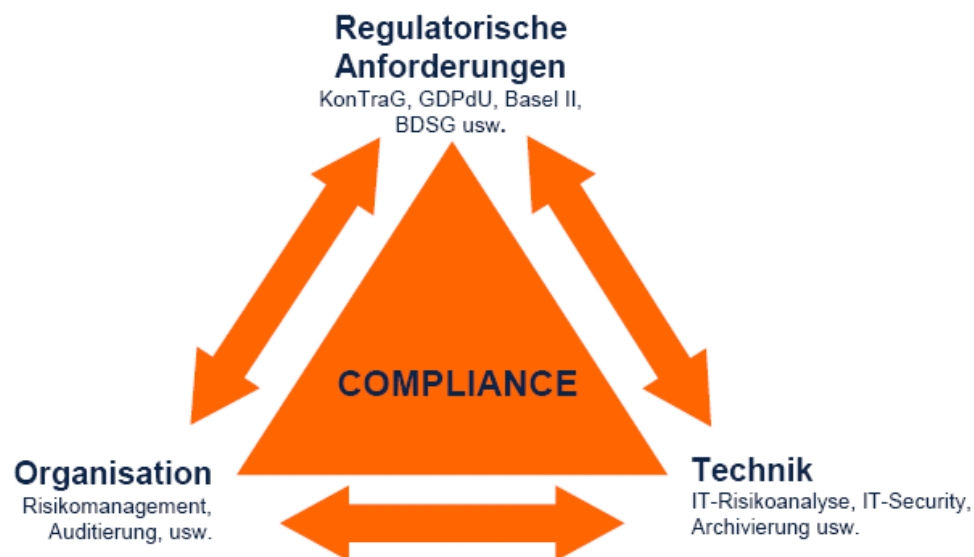 Regulatorische
Anforderungen
KonTraG, GDPdU, Basel II,
BDSG usw.
COMPLIANCE
Organisation
Risikomanagement,
Auditierung, usw.
Technik
IT-Risikoanalyse, IT-Security,
Archivierung usw.